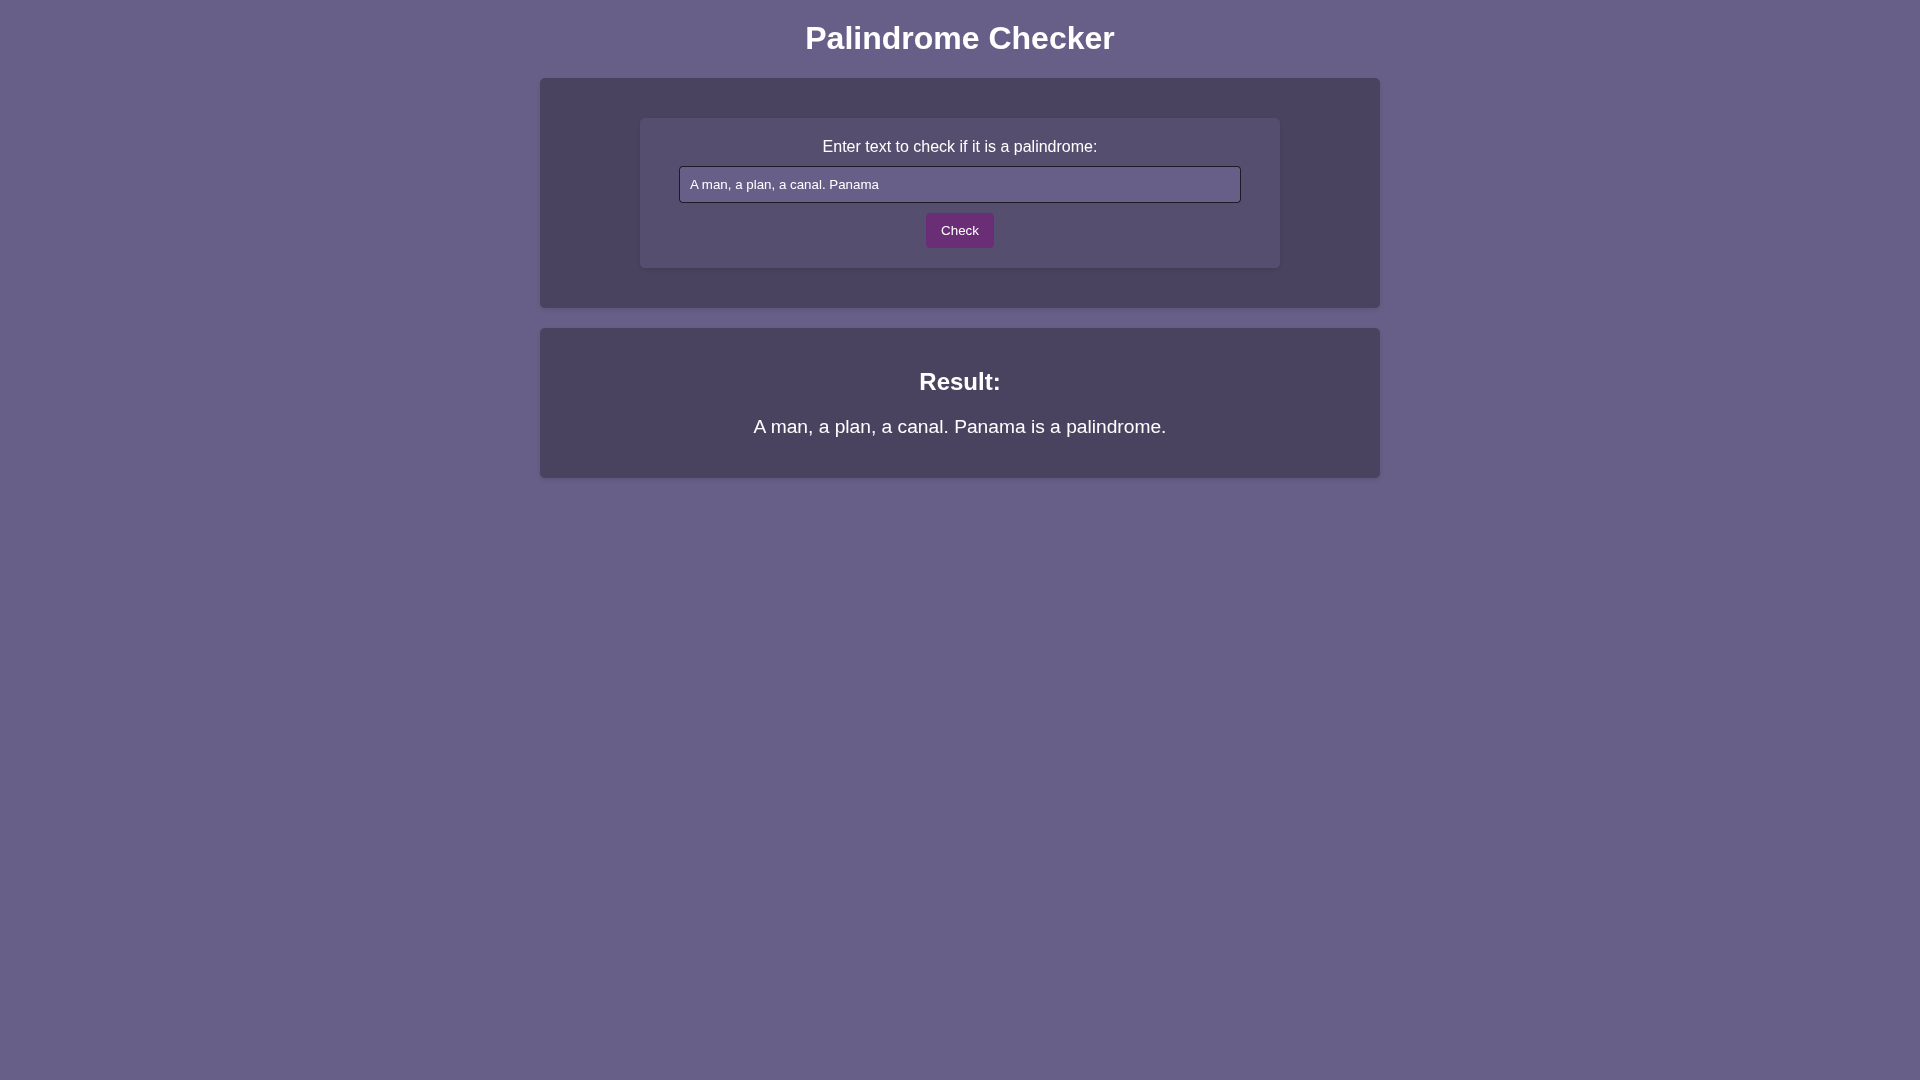 Palindrome Checker
Enter text to check if it is a palindrome:
A man, a plan, a canal. Panama
Check
Result:
A man, a plan, a canal. Panama is a palindrome.